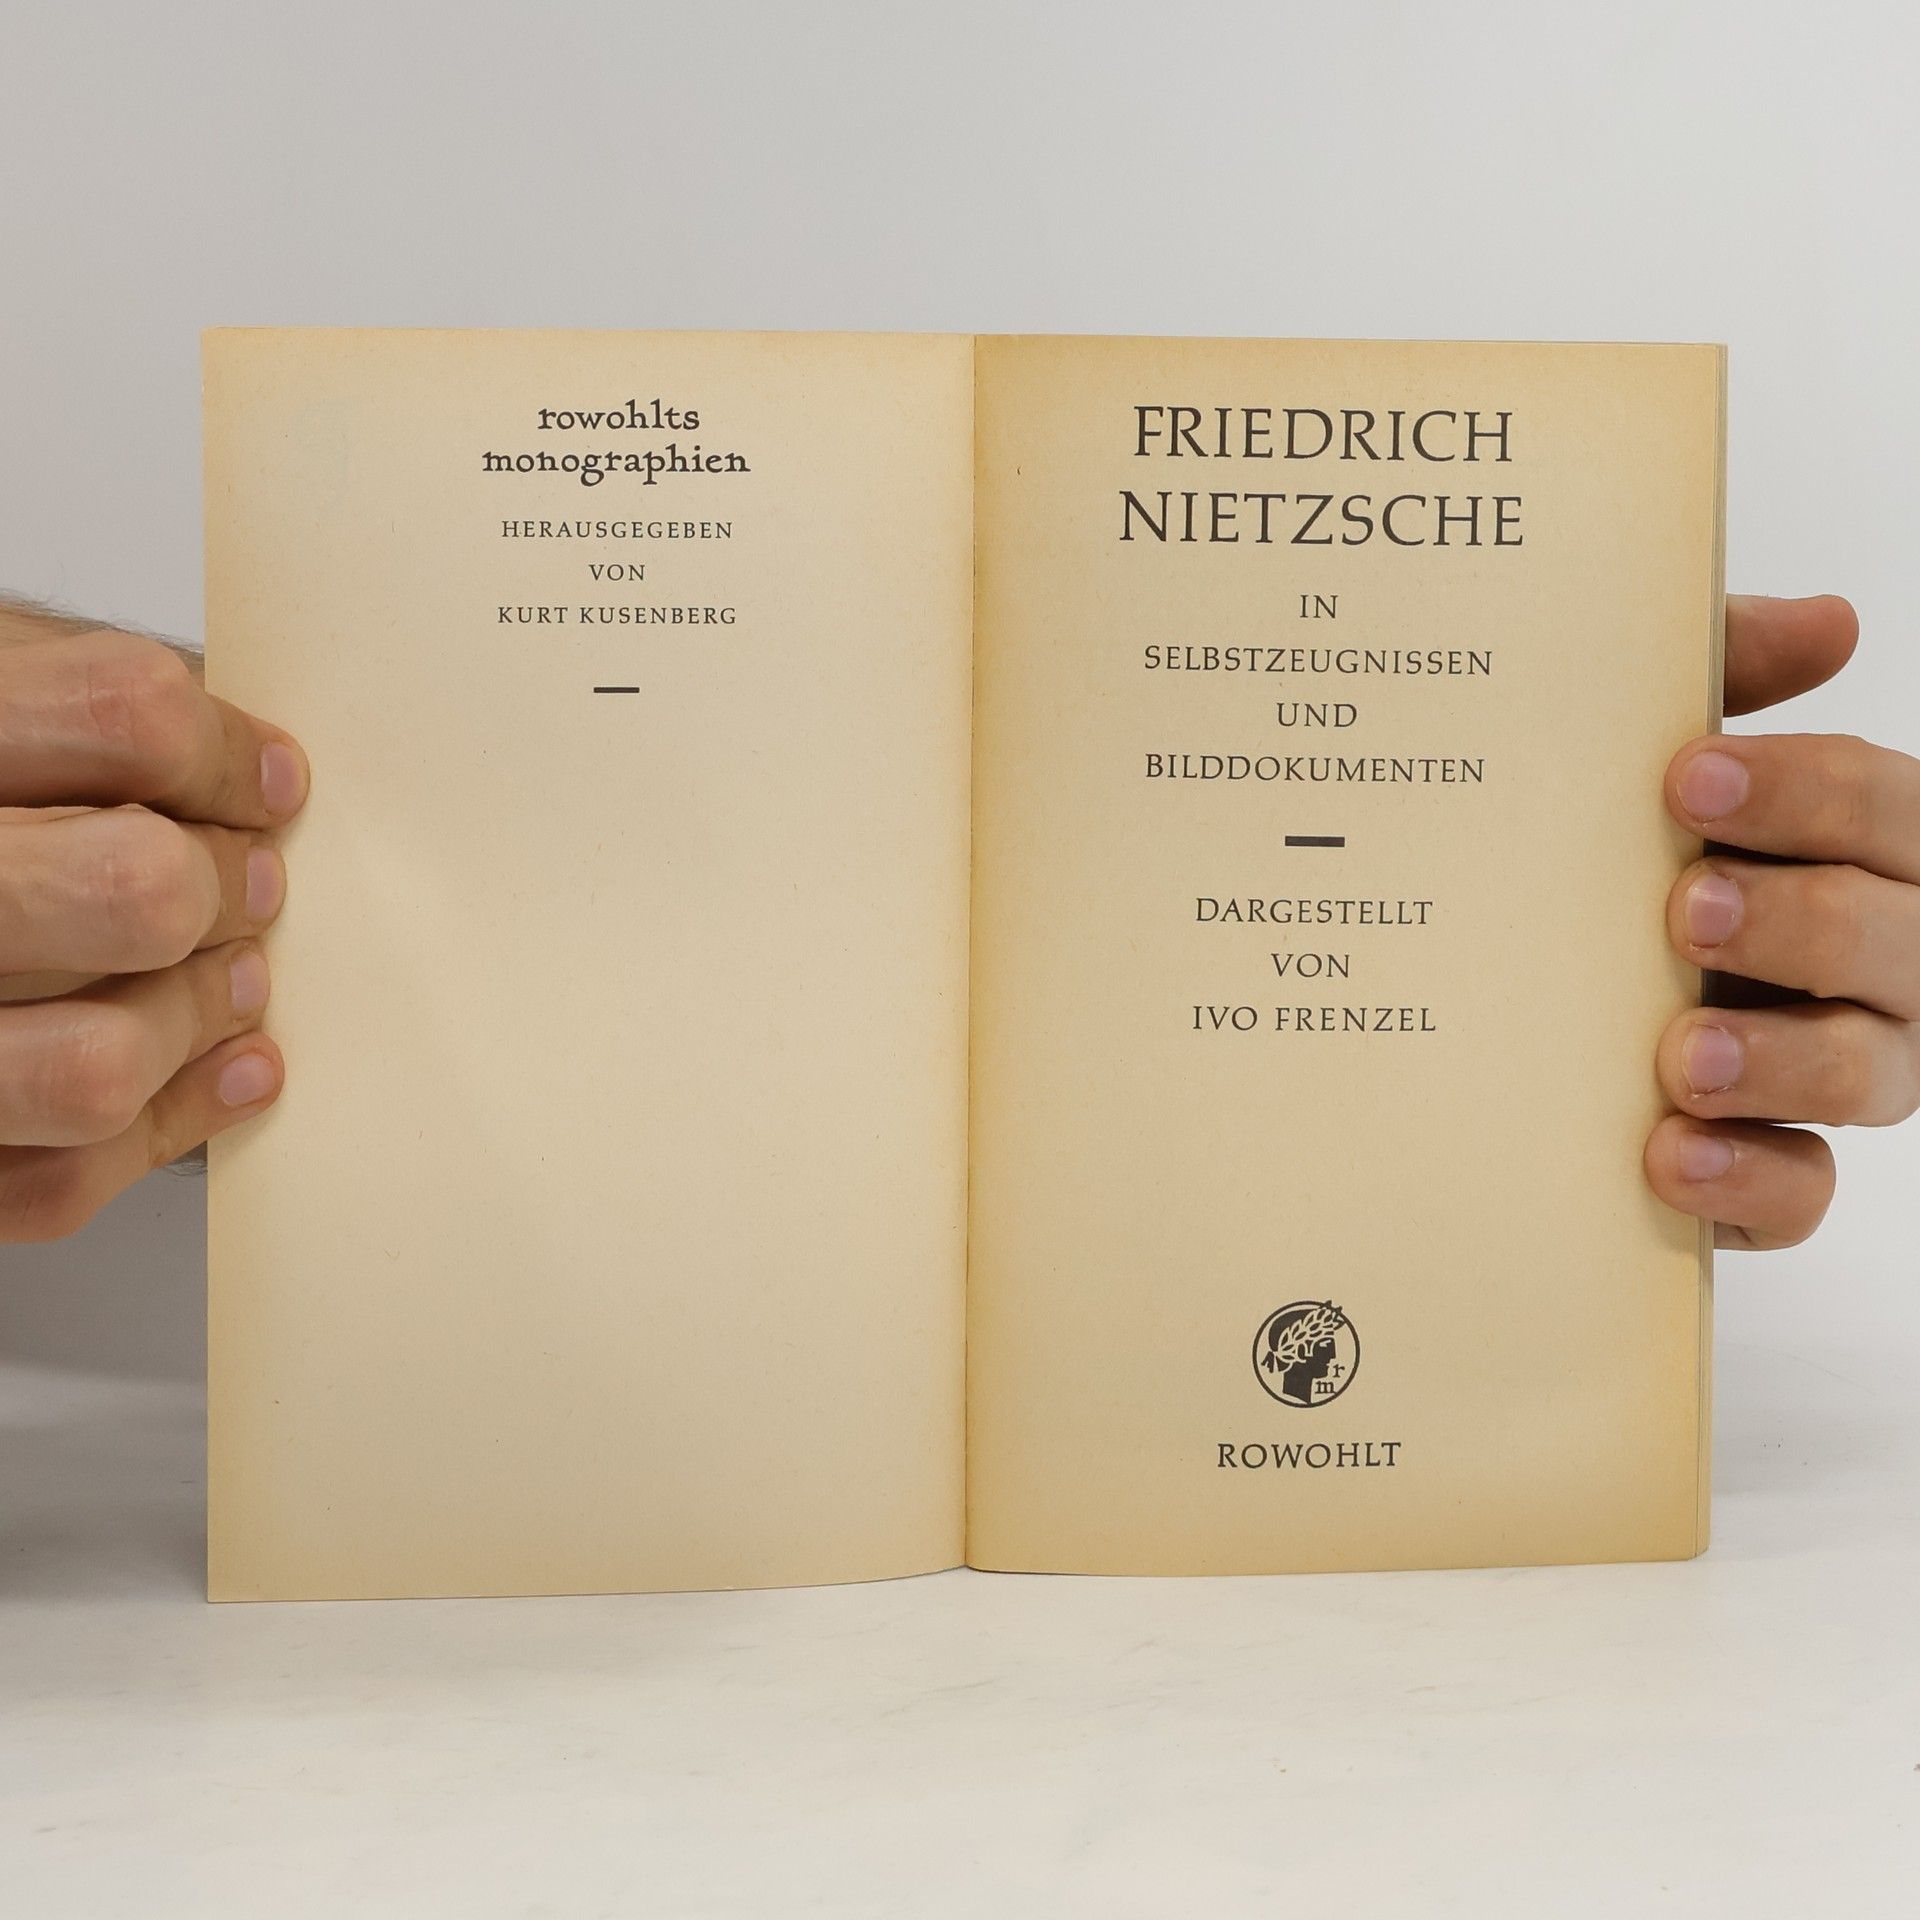 rowohlts
monographien
HERAUSGEGEBEN
VON
KURT KUSENBERG
FRIEDRICH
NIETZSCHE
IN
SELBSTZEUGNISSEN
UND
BILDDOKUMENTEN
DARGESTELLT
VON
IVO FRENZEL
r
m
ROWOHLT